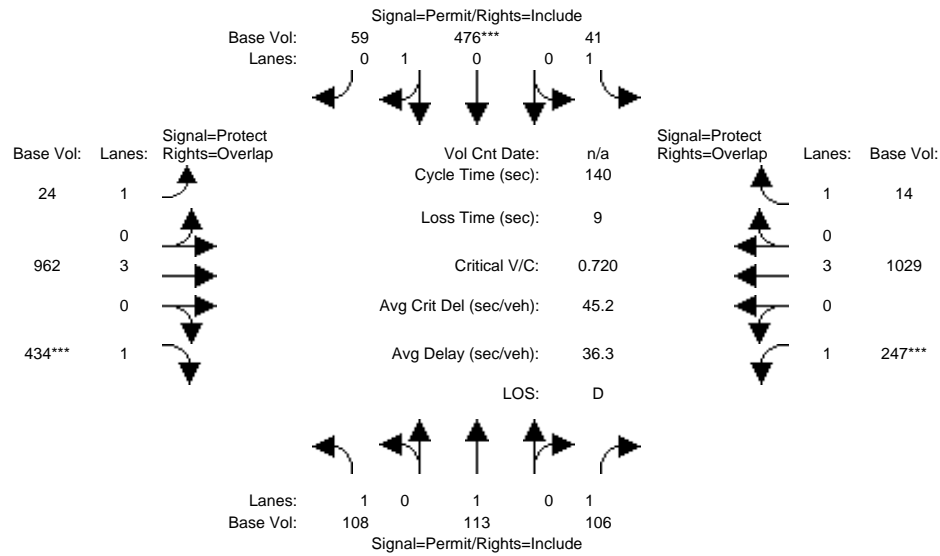 Signal=Permit/Rights=Include
Base Vol: 59 476*** 41
Lanes: 0 1 0 0 1
Signal=Protect Signal=Protect
Base Vol: Lanes: Rights=Overlap Vol Cnt Date: n/a Rights=Overlap Lanes: Base Vol:
Cycle Time (sec): 140
24 1 1 14
Loss Time (sec): 9
0 0
962 3 Critical V/C: 0.720 3 1029
0 Avg Crit Del (sec/veh): 45.2 0
434*** 1 Avg Delay (sec/veh): 36.3 1 247***
LOS: D
Lanes: 1 0 1 0 1
Base Vol: 108 113 106
Signal=Permit/Rights=Include